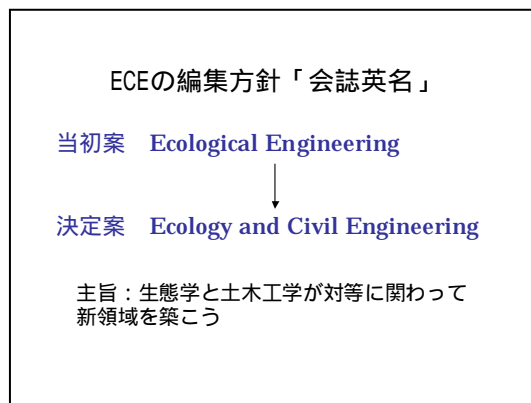 ECEの編集方針「会誌英名」
当初案　Ecological Engineering
決定案　Ecology and Civil Engineering
主旨：生態学と土木工学が対等に関わって
新領域を築こう